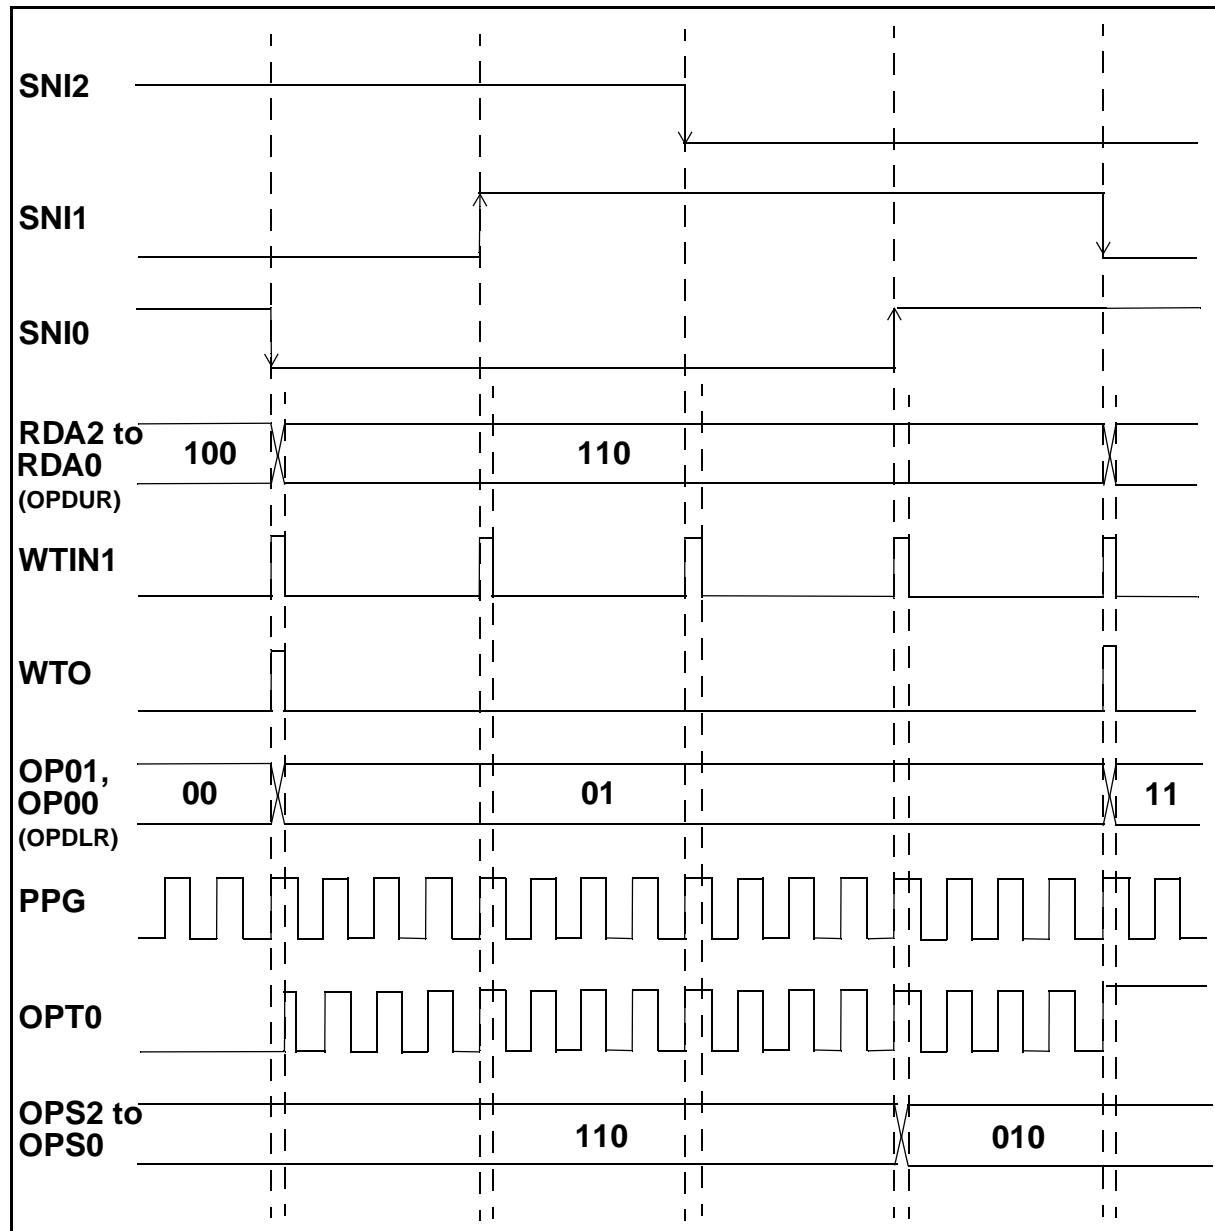 SNI2
SNI1
SNI0
RDA2 to
RDA0
(OPDUR)
100
110
WTIN1
WTO
OP01,
OP00
(OPDLR)
00
01
11
PPG
OPT0
OPS2 to
OPS0
110
010